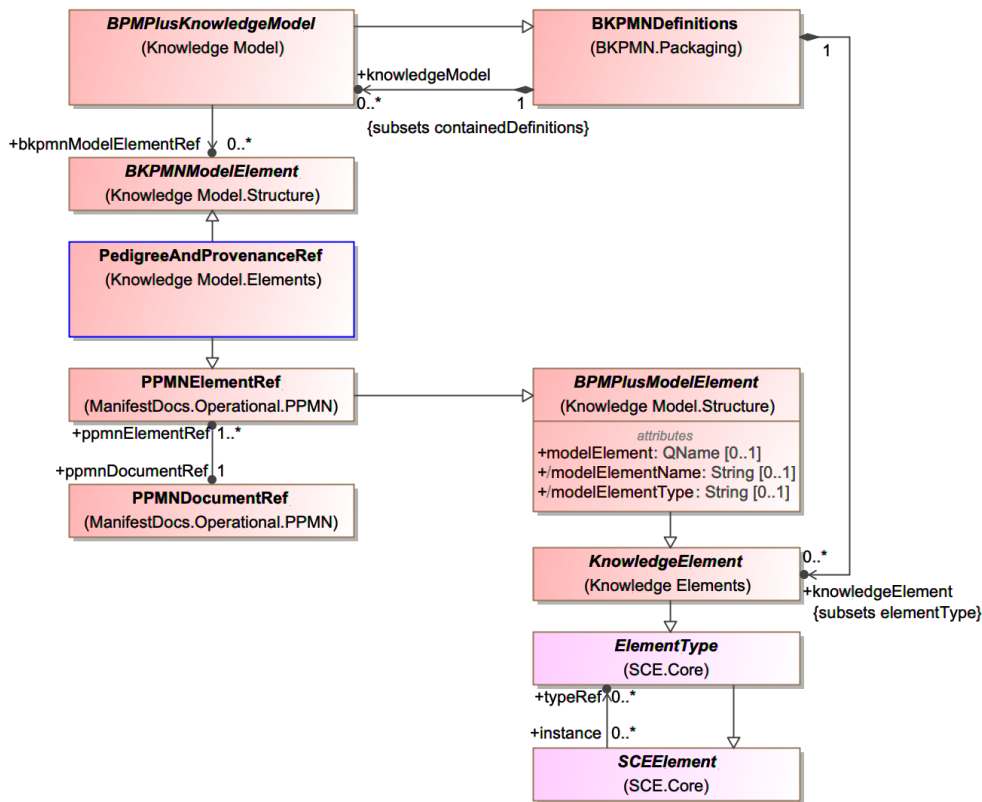 BPMPlusKnowledgeModel
(Knowledge Model)
BKPMNDefinitions
(BKPMN.Packaging)
1
+knowledgeModel
0..*
1
{subsets containedDefinitions}
+bkpmnModelElementRef 0..*
BKPMNModelElement
(Knowledge Model.Structure)
PedigreeAndProvenanceRef
(Knowledge Model.Elements)
PPMNElementRef
(ManifestDocs.Operational.PPMN)
+ppmnElementRef 1..*
+ppmnDocumentRef 1
PPMNDocumentRef
(ManifestDocs.Operational.PPMN)
BPMPlusModelElement
(Knowledge Model.Structure)
attributes
+modelElement: QName [0..1]
+/modelElementName: String [0..1]
+/modelElementType: String [0..1]
KnowledgeElement
(Knowledge Elements)
0..*
+knowledgeElement
{subsets elementType}
ElementType
(SCE.Core)
+typeRef 0..*
+instance 0..*
SCEElement
(SCE.Core)